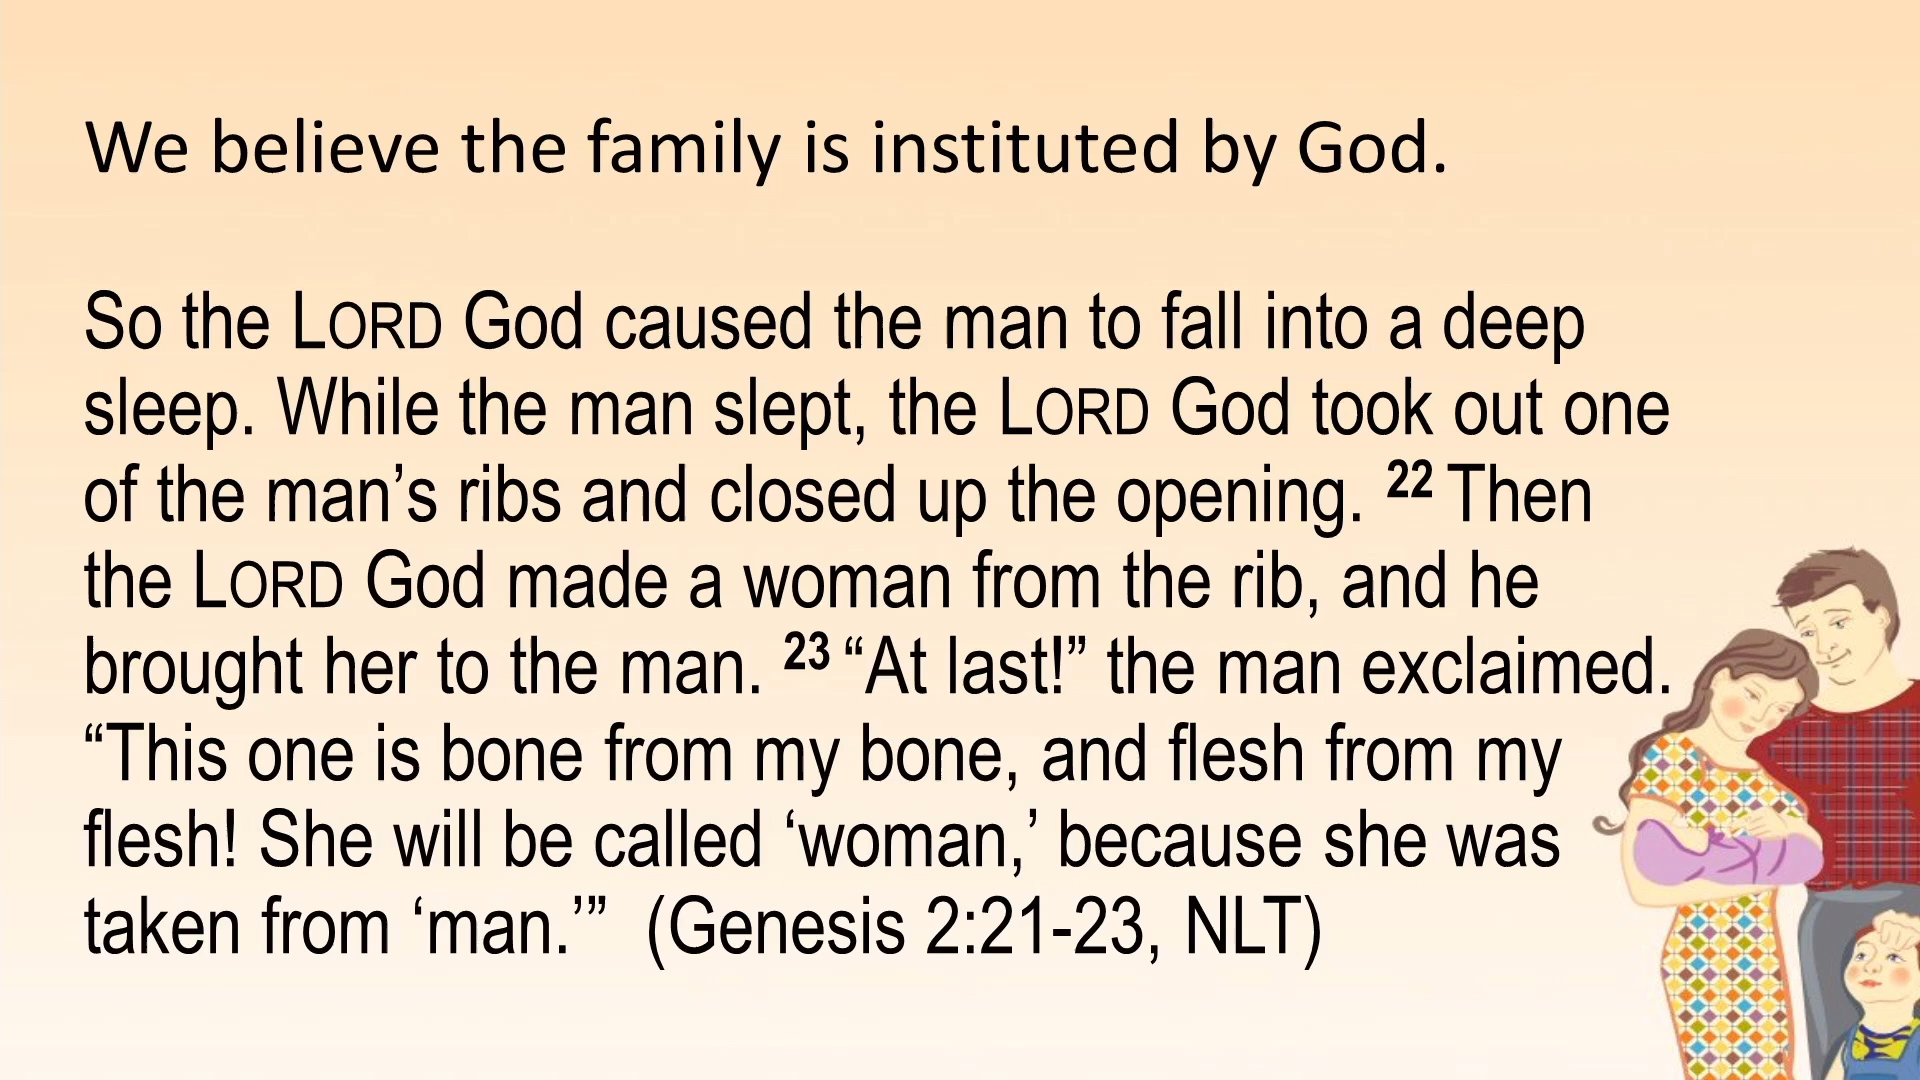 We believe the family is instituted by God.
So the LORD God caused the man to fall into a deep
sleep. While the man slept, the LORD God took out one
of the man’s ribs and closed up the opening. 22 Then
the LORD God made a woman from the rib, and he
brought her to the man. 23 “At last!” the man exclaimed.
“This one is bone from my bone, and flesh from my
flesh! She will be called ‘woman,’ because she was
taken from ‘man.’” (Genesis 2:21-23, NLT)